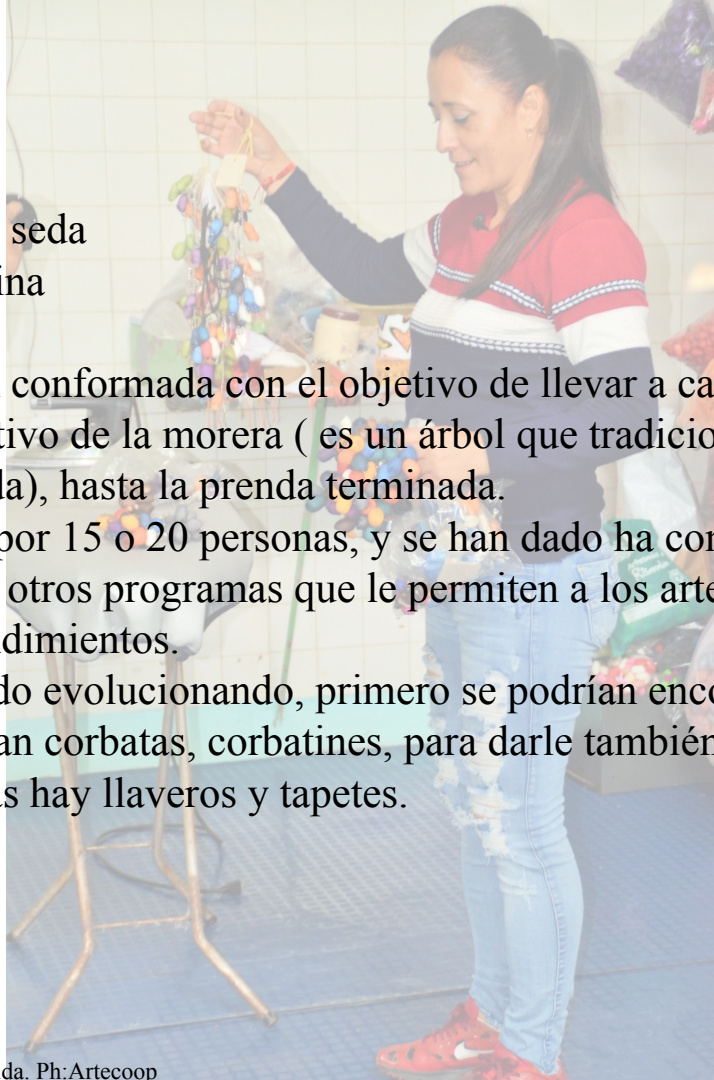 seda
ina
conformada con el objetivo de llevar a ca
tivo de la morera ( es un árbol que tradicio
da), hasta la prenda terminada.
por 15 o 20 personas, y se han dado ha con
otros programas que le permiten a los arte
dimientos.
do evolucionando, primero se podrían enco
an corbatas, corbatines, para darle también
as hay llaveros y tapetes.
da. Ph:Artecoop